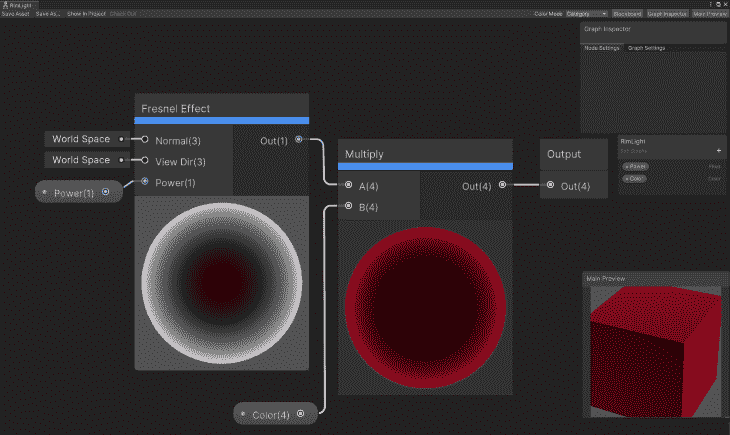 RimLight
Save Asset Save As... Show In Project Check Out Color Mode Category Blackboard Graph Inspector Main Preview
Graph Inspector
Node Settings Graph Settings
Fresnel Effect
World Space Normal(3) Out(1)
World Space View Dir(3)
Power(1) Power(1)
Multiply
A(4) Out(4)
B(4)
Output
Out(4)
RimLight
Sub Graphs
Power
Color Color
Main Preview
Color(4)